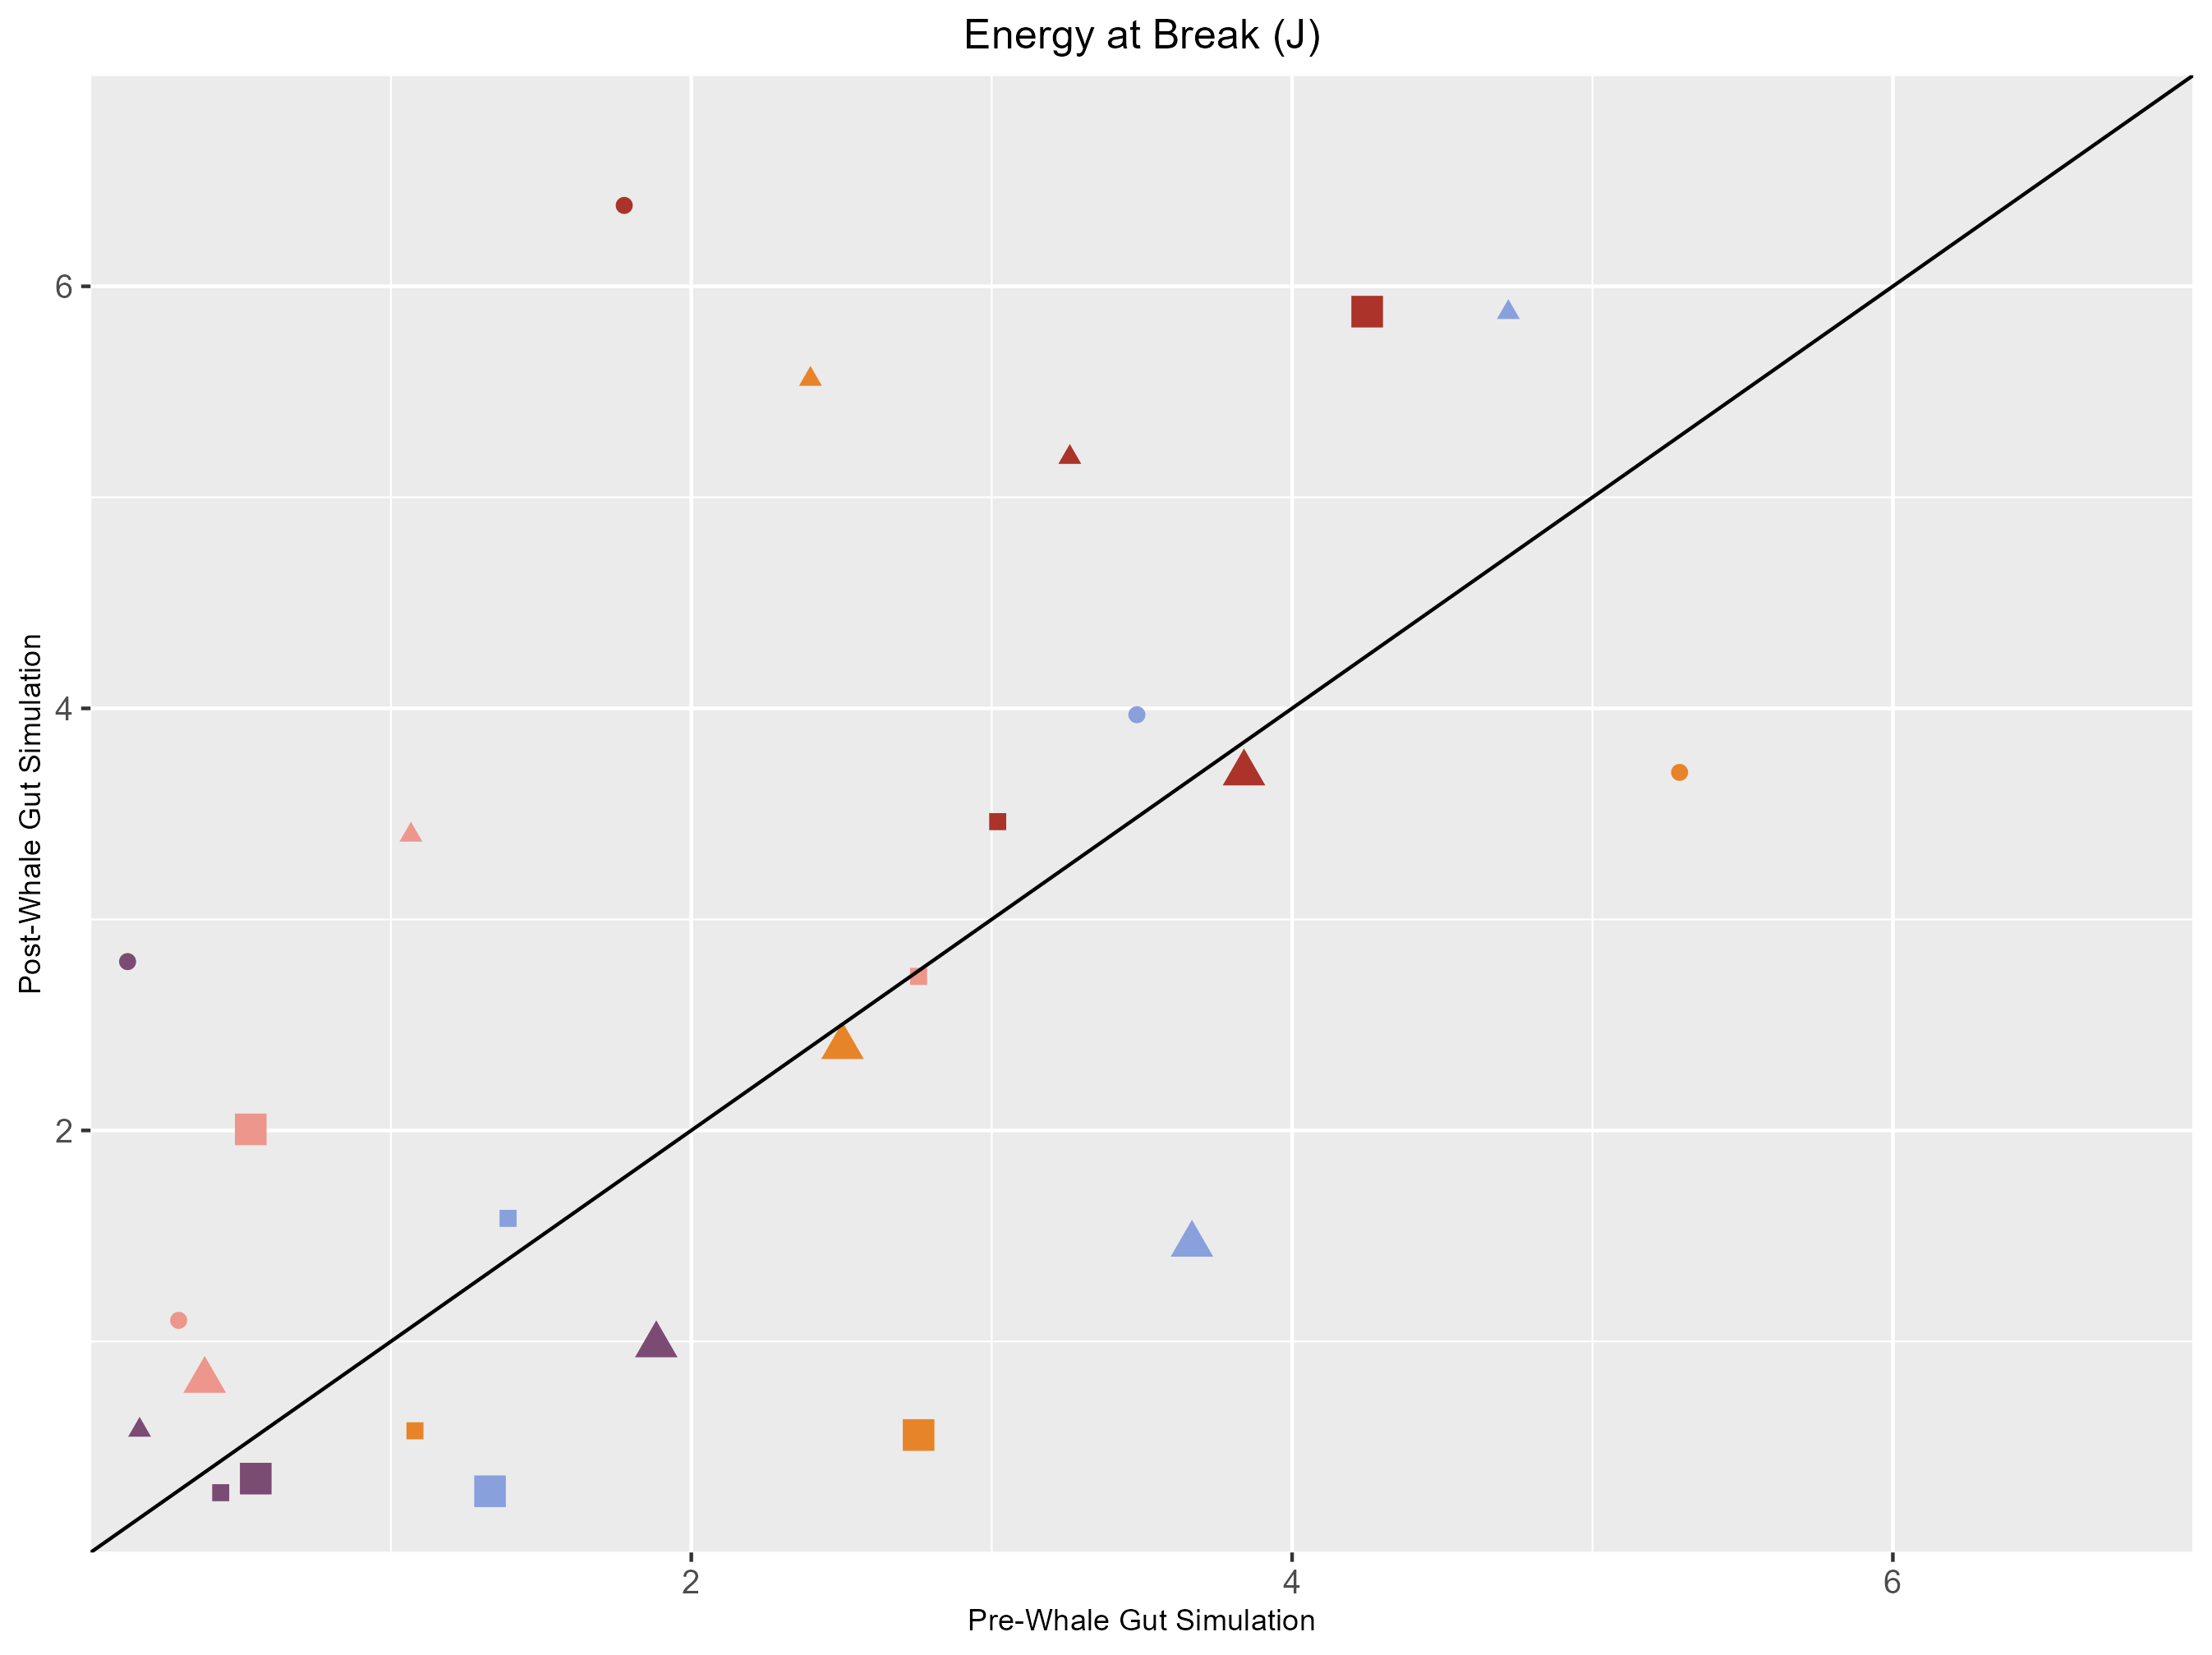 Energy at Break (J)
Post-Whale Gut Simulation
6
4
2
2 4 6
Pre-Whale Gut Simulation